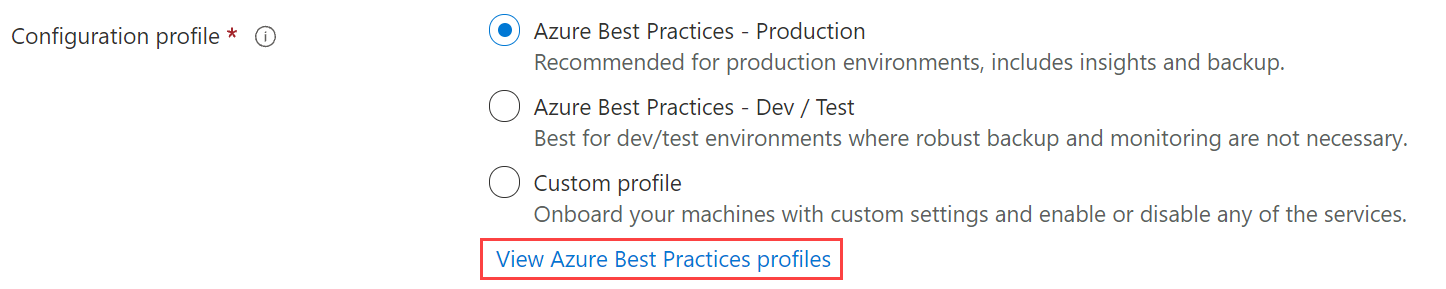 Configuration profile *
Azure Best Practices - Production
Recommended for production environments, includes insights and backup.
Azure Best Practices - Dev / Test
Best for dev/test environments where robust backup and monitoring are not necessary.
Custom profile
Onboard your machines with custom settings and enable or disable any of the services.
View Azure Best Practices profiles